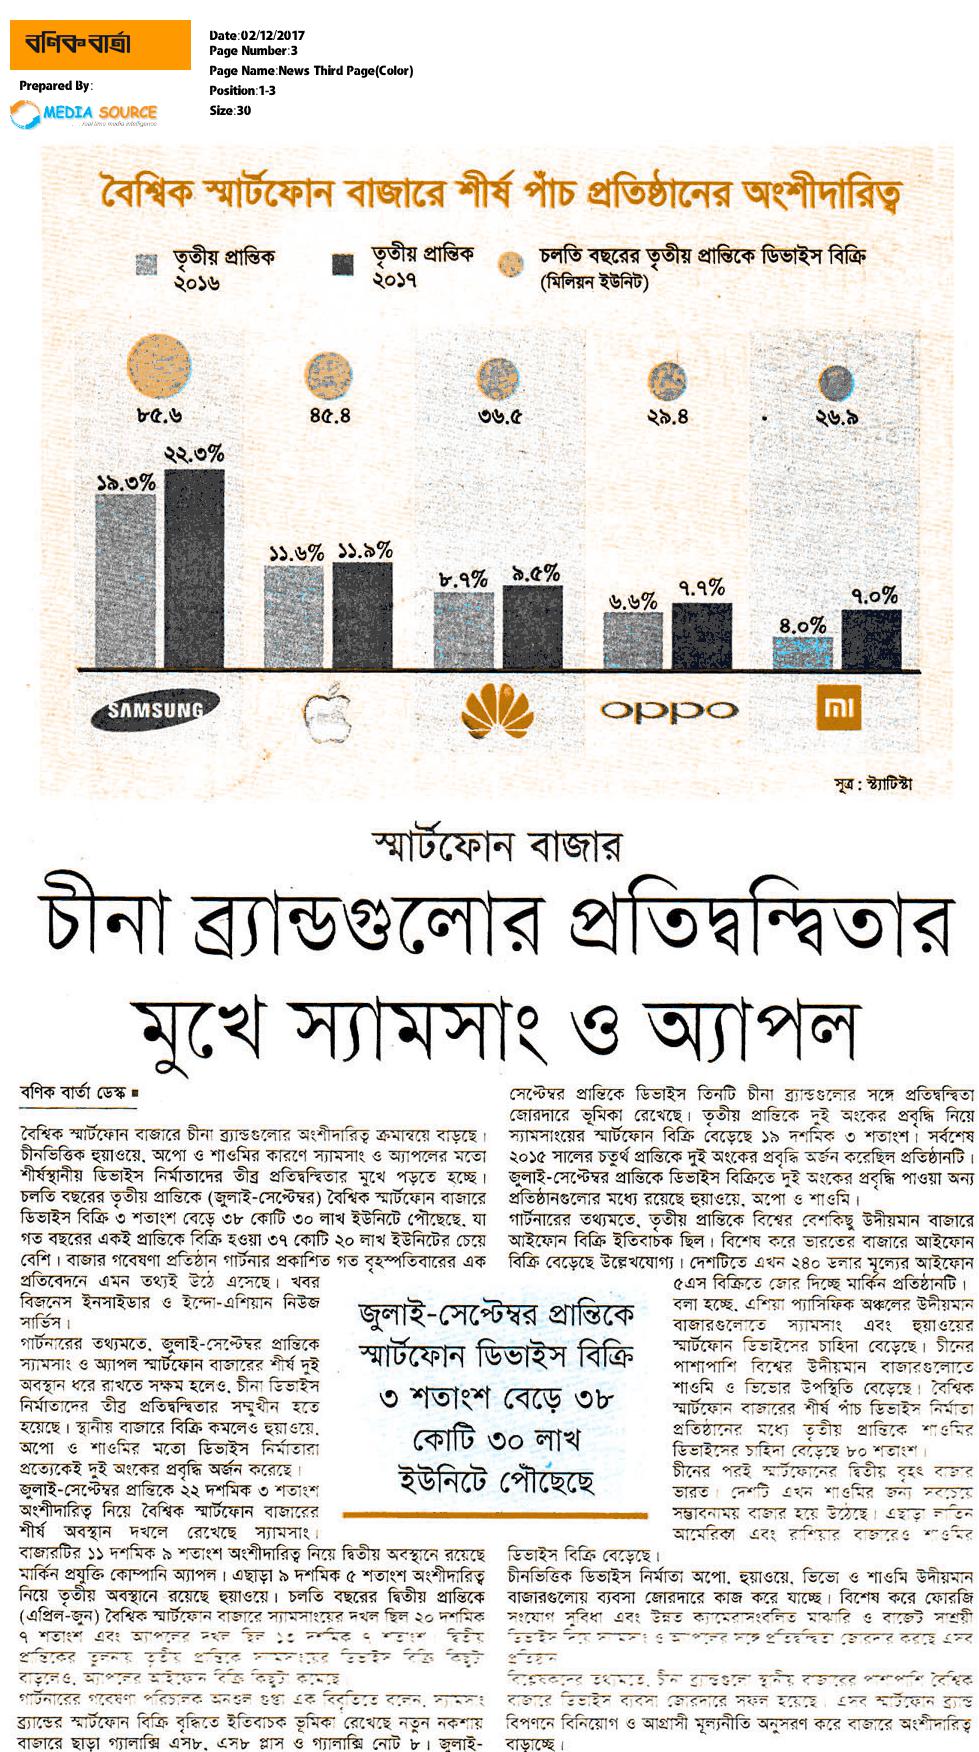 বণিক বার্তা
Prepared By:
MEDIA SOURCE
real time media intelligence
Date:02/12/2017
Page Number:3
Page Name:News Third Page(Color)
Position:1-3
Size:30
বৈশ্বিক স্মার্টফোন বাজারে শীর্ষ পাঁচ প্রতিষ্ঠানের অংশীদারিত্ব
তৃতীয় প্রান্তিক
২০১৬
তৃতীয় প্রান্তিক
২০১৭
চলতি বছরের তৃতীয় প্রান্তিকে ডিভাইস বিক্রি
(মিলিয়ন ইউনিট)
৮৫.৬ ৪৫.৪ ৩৬.৫ ২৯.৪ ২৬.৯
১৯.৩% ২২.৩% ১১.৬% ১১.৯% ৮.৭% ৯.৫% ৬.৬% ৭.৭% ৪.০% ৭.০%
SAMSUNG oppo mi
সূত্র : স্ট্যাটিস্টা
স্মার্টফোন বাজার
চীনা ব্র্যান্ডগুলোর প্রতিদ্বন্দ্বিতার
মুখে স্যামসাং ও অ্যাপল
বণিক বার্তা ডেস্ক
বৈশ্বিক স্মার্টফোন বাজারে চীনা ব্র্যান্ডগুলোর অংশীদারিত্ব ক্রমান্বয়ে বাড়ছে।
চীনভিত্তিক হুয়াওয়ে, অপো ও শাওমির কারণে স্যামসাং ও অ্যাপলের মতো
শীর্ষস্থানীয় ডিভাইস নির্মাতাদের তীব্র প্রতিদ্বন্দ্বিতার মুখে পড়তে হচ্ছে।
চলতি বছরের তৃতীয় প্রান্তিকে (জুলাই-সেপ্টেম্বর) বৈশ্বিক স্মার্টফোন বাজারে
ডিভাইস বিক্রি ৩ শতাংশ বেড়ে ৩৮ কোটি ৩০ লাখ ইউনিটে পৌঁছেছে, যা
গত বছরের একই প্রান্তিকে বিক্রি হওয়া ৩৭ কোটি ২০ লাখ ইউনিটের চেয়ে
বেশি। বাজার গবেষণা প্রতিষ্ঠান গার্টনার প্রকাশিত গত বৃহস্পতিবারের এক
প্রতিবেদনে এমন তথ্যই উঠে এসেছে। খবর
বিজনেস ইনসাইডার ও ইন্দো-এশিয়ান নিউজ
সার্ভিস।
গার্টনারের তথ্যমতে, জুলাই-সেপ্টেম্বর প্রান্তিকে
স্যামসাং ও অ্যাপল স্মার্টফোন বাজারের শীর্ষ দুই
অবস্থান ধরে রাখতে সক্ষম হলেও, চীনা ডিভাইস
নির্মাতাদের তীব্র প্রতিদ্বন্দ্বিতার সম্মুখীন হতে
হয়েছে। স্থানীয় বাজারে বিক্রি কমলেও হুয়াওয়ে,
অপো ও শাওমির মতো ডিভাইস নির্মাতারা
প্রত্যেকেই দুই অংকের প্রবৃদ্ধি অর্জন করেছে।
জুলাই-সেপ্টেম্বর প্রান্তিকে ২২ দশমিক ৩ শতাংশ
অংশীদারিত্ব নিয়ে বৈশ্বিক স্মার্টফোন বাজারের
শীর্ষ অবস্থান দখলে রেখেছে স্যামসাং।
বাজারটির ১১ দশমিক ৯ শতাংশ অংশীদারিত্ব নিয়ে দ্বিতীয় অবস্থানে রয়েছে
মার্কিন প্রযুক্তি কোম্পানি অ্যাপল। এছাড়া ৯ দশমিক ৫ শতাংশ অংশীদারিত্ব
নিয়ে তৃতীয় অবস্থানে রয়েছে হুয়াওয়ে। চলতি বছরের দ্বিতীয় প্রান্তিকে
(এপ্রিল-জুন) বৈশ্বিক স্মার্টফোন বাজারে স্যামসাংয়ের দখল ছিল ২০ দশমিক
৭ শতাংশ এবং অ্যাপলের দখল ছিল ১৩ দশমিক ৭ শতাংশ। দ্বিতীয়
প্রান্তিকের তুলনায় তৃতীয় প্রান্তিকে স্যামসাংয়ের ডিভাইস বিক্রি কিছুটা
বাড়লেও, অ্যাপলের আইফোন বিক্রি কিছুটা কমেছে।
গার্টনারের গবেষণা পরিচালক অনশুল গুপ্তা এক বিবৃতিতে বলেন, স্যামসাং
ব্র্যান্ডের স্মার্টফোন বিক্রি বৃদ্ধিতে ইতিবাচক ভূমিকা রেখেছে নতুন নকশায়
বাজারে ছাড়া গ্যালাক্সি এস৮, এস৮ প্লাস ও গ্যালাক্সি নোট ৮। জুলাই-
জুলাই-সেপ্টেম্বর প্রান্তিকে
স্মার্টফোন ডিভাইস বিক্রি
৩ শতাংশ বেড়ে ৩৮
কোটি ৩০ লাখ
ইউনিটে পৌঁছেছে
সেপ্টেম্বর প্রান্তিকে ডিভাইস তিনটি চীনা ব্র্যান্ডগুলোর সঙ্গে প্রতিদ্বন্দ্বিতা
জোরদারে ভূমিকা রেখেছে। তৃতীয় প্রান্তিকে দুই অংকের প্রবৃদ্ধি নিয়ে
স্যামসাংয়ের স্মার্টফোন বিক্রি বেড়েছে ১৯ দশমিক ৩ শতাংশ। সর্বশেষ
২০১৫ সালের চতুর্থ প্রান্তিকে দুই অংকের প্রবৃদ্ধি অর্জন করেছিল প্রতিষ্ঠানটি।
জুলাই-সেপ্টেম্বর প্রান্তিকে ডিভাইস বিক্রিতে দুই অংকের প্রবৃদ্ধি পাওয়া অন্য
প্রতিষ্ঠানগুলোর মধ্যে রয়েছে হুয়াওয়ে, অপো ও শাওমি।
গার্টনারের তথ্যমতে, তৃতীয় প্রান্তিকে বিশ্বের বেশকিছু উদীয়মান বাজারে
আইফোন বিক্রি ইতিবাচক ছিল। বিশেষ করে ভারতের বাজারে আইফোন
বিক্রি বেড়েছে উল্লেখযোগ্য। দেশটিতে এখন ২৪০ ডলার মূল্যের আইফোন
৫এস বিক্রিতে জোর দিচ্ছে মার্কিন প্রতিষ্ঠানটি।
বলা হচ্ছে, এশিয়া প্যাসিফিক অঞ্চলের উদীয়মান
বাজারগুলোতে স্যামসাং এবং হুয়াওয়ের
স্মার্টফোন ডিভাইসের চাহিদা বেড়েছে। চীনের
পাশাপাশি বিশ্বের উদীয়মান বাজারগুলোতে
শাওমি ও ভিভোর উপস্থিতি বেড়েছে। বৈশ্বিক
স্মার্টফোন বাজারের শীর্ষ পাঁচ ডিভাইস নির্মাতা
প্রতিষ্ঠানের মধ্যে তৃতীয় প্রান্তিকে শাওমির
ডিভাইসের চাহিদা বেড়েছে ৮০ শতাংশ।
চীনের পরই স্মার্টফোনের দ্বিতীয় বৃহৎ বাজার
ভারত। দেশটি এখন শাওমির জন্য সবচেয়ে
সম্ভাবনাময় বাজার হয়ে উঠেছে। এছাড়া লাতিন
আমেরিকা এবং রাশিয়ার বাজারেও শাওমির
ডিভাইস বিক্রি বেড়েছে।
চীনভিত্তিক ডিভাইস নির্মাতা অপো, হুয়াওয়ে, ভিভো ও শাওমি উদীয়মান
বাজারগুলোয় ব্যবসা জোরদারে কাজ করে যাচ্ছে। বিশেষ করে ফোরজি
সংযোগ সুবিধা এবং উন্নত ক্যামেরাসংবলিত মাঝারি ও বাজেট সাশ্রয়ী
ডিভাইস দিয়ে স্যামসাং ও অ্যাপলের সঙ্গে প্রতিদ্বন্দ্বিতা জোরদার করছে এসব
প্রতিষ্ঠান
বিশ্লেষকদের তথ্যমতে, চীনা ব্র্যান্ডগুলো স্থানীয় বাজারের পাশাপাশি বৈশ্বিক
বাজারে ডিভাইস ব্যবসা জোরদারে সফল হয়েছে। এসব স্মার্টফোন ব্র্যান্ড
বিপণনে বিনিয়োগ ও আগ্রাসী মূল্যনীতি অনুসরণ করে বাজারে অংশীদারিত্ব
বাড়াচ্ছে।